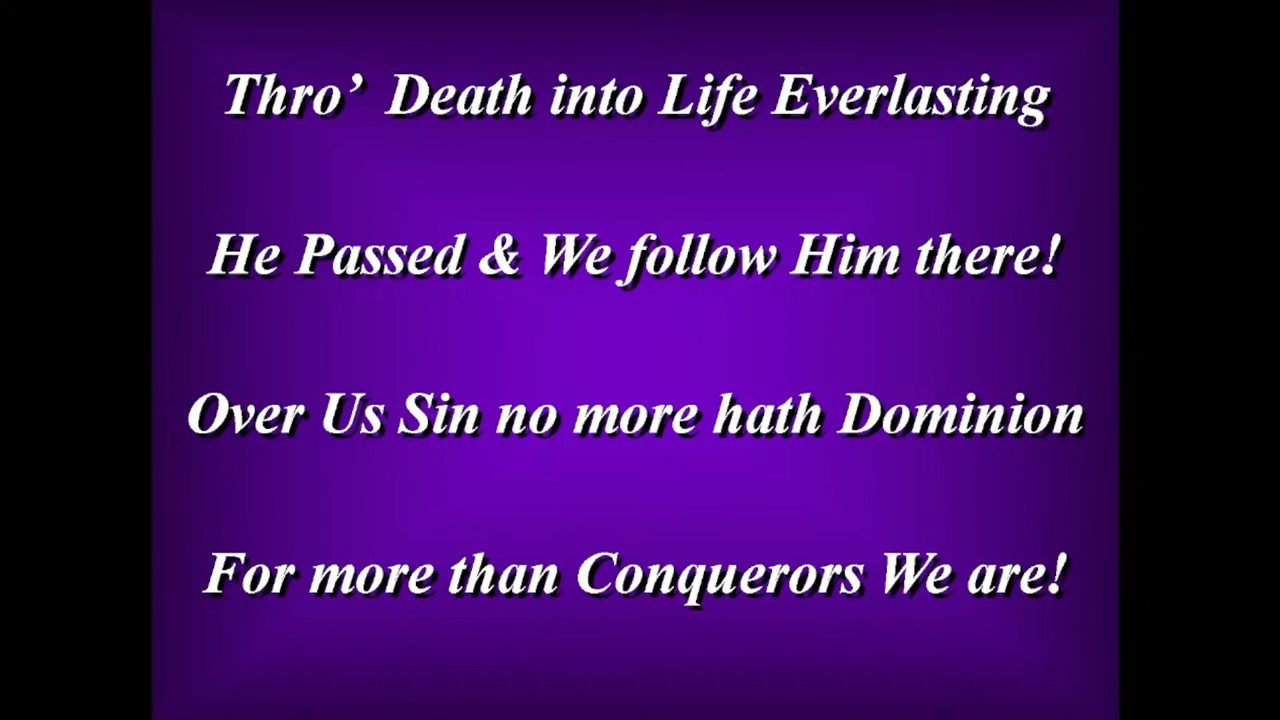 Thro’ Death into Life Everlasting
He Passed & We follow Him there!
Over Us Sin no more hath Dominion
For more than Conquerors We are!